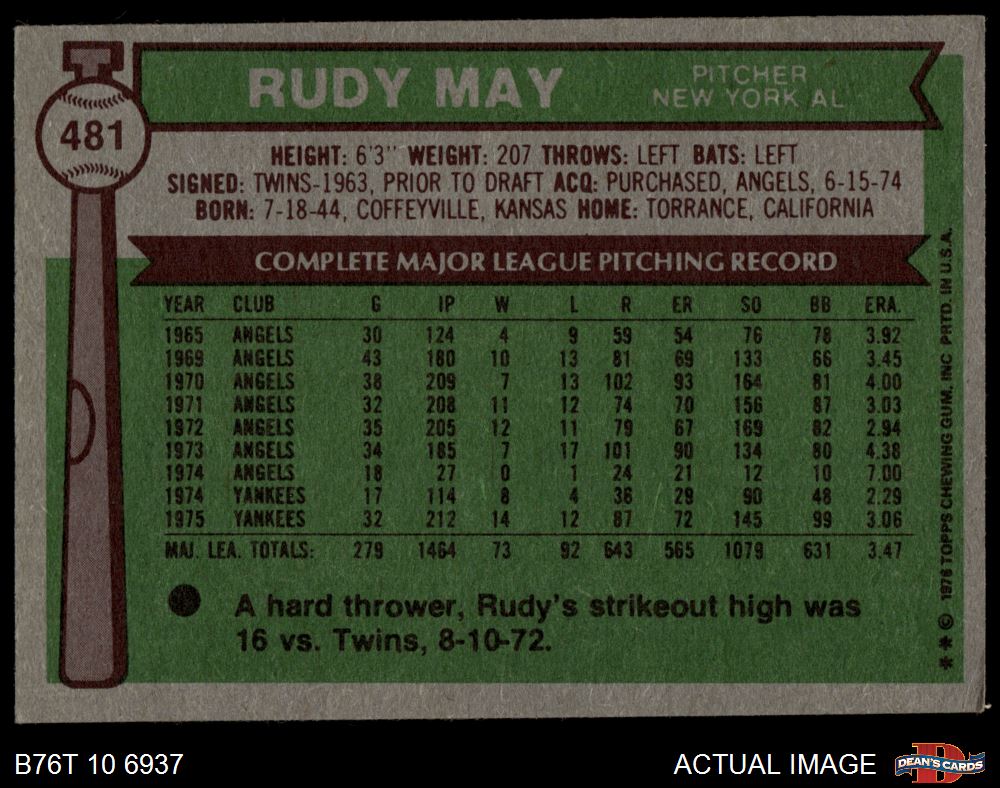 RUDY MAY
PITCHER
NEW YORK AL
481
HEIGHT: 6'3" WEIGHT: 207 THROWS: LEFT BATS: LEFT
SIGNED: TWINS-1963, PRIOR TO DRAFT ACQ: PURCHASED, ANGELS, 6-15-74
BORN: 7-18-44, COFFEYVILLE, KANSAS HOME: TORRANCE, CALIFORNIA
COMPLETE MAJOR LEAGUE PITCHING RECORD
YEAR CLUB G IP W L R ER SO BB ERA.
1965 ANGELS 30 124 4 9 59 54 76 78 3.92
1969 ANGELS 43 180 10 13 81 69 133 66 3.45
1970 ANGELS 38 209 7 13 102 93 164 81 4.00
1971 ANGELS 32 208 11 12 74 70 156 87 3.03
1972 ANGELS 35 205 12 11 79 67 169 82 2.94
1973 ANGELS 34 185 7 17 101 90 134 80 4.38
1974 ANGELS 18 27 0 1 24 21 12 10 7.00
1974 YANKEES 17 114 8 4 36 29 90 48 2.29
1975 YANKEES 32 212 14 12 87 72 145 99 3.06
MAJ. LEA. TOTALS: 279 1464 73 92 643 565 1079 631 3.47
A hard thrower, Rudy's strikeout high was
16 vs. Twins, 8-10-72.
* * © 1976 TOPPS CHEWING GUM, INC PRTD. IN U.S.A.
B76T 10 6937
ACTUAL IMAGE
D
DEAN'S CARDS